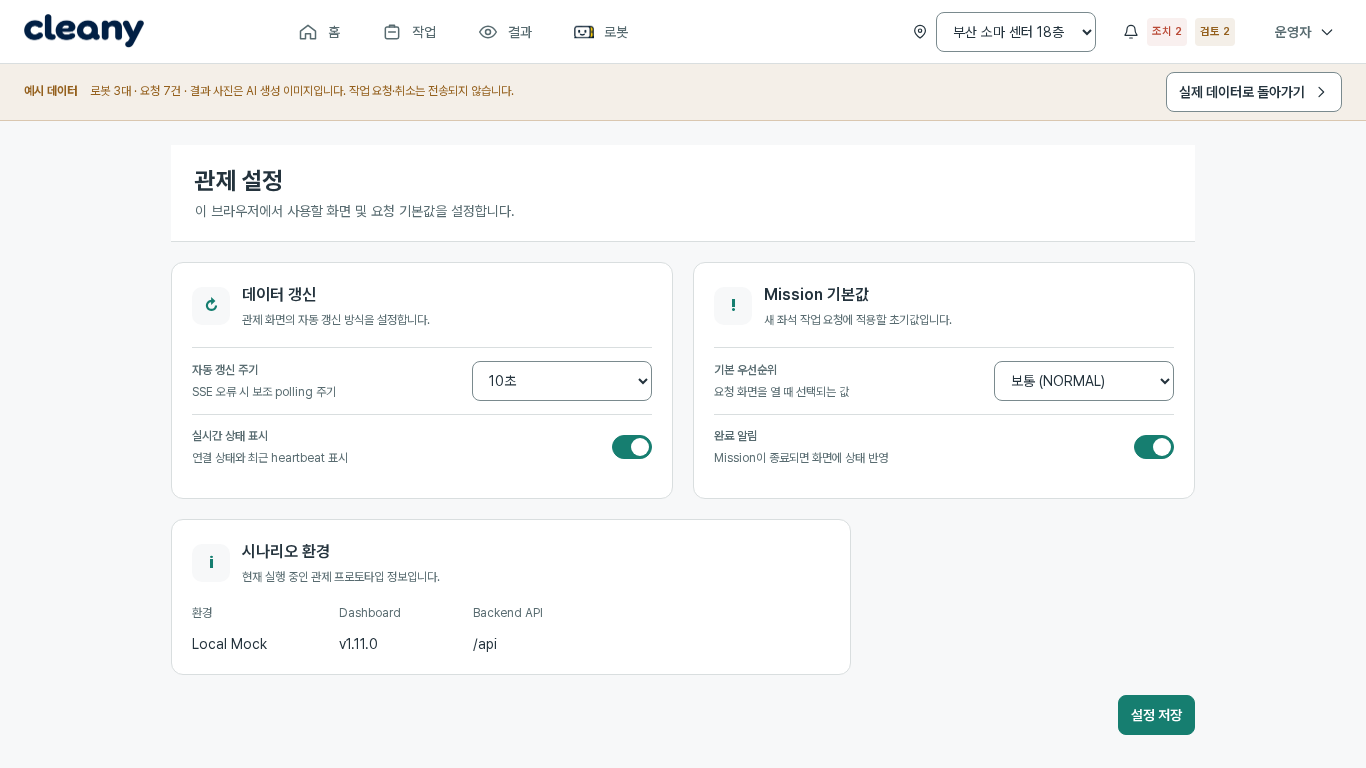 cleany
홈
작업
결과
로봇
부산 소마 센터 18층
조치 2
검토 2
운영자
예시 데이터 로봇 3대 · 요청 7건 · 결과 사진은 AI 생성 이미지입니다. 작업 요청·취소는 전송되지 않습니다.
실제 데이터로 돌아가기
관제 설정
이 브라우저에서 사용할 화면 및 요청 기본값을 설정합니다.
데이터 갱신
관제 화면의 자동 갱신 방식을 설정합니다.
자동 갱신 주기
SSE 오류 시 보조 polling 주기
10초
실시간 상태 표시
연결 상태와 최근 heartbeat 표시
!
Mission 기본값
새 좌석 작업 요청에 적용할 초기값입니다.
기본 우선순위
요청 화면을 열 때 선택되는 값
보통 (NORMAL)
완료 알림
Mission이 종료되면 화면에 상태 반영
i
시나리오 환경
현재 실행 중인 관제 프로토타입 정보입니다.
환경
Dashboard
Backend API
Local Mock
v1.11.0
/api
설정 저장